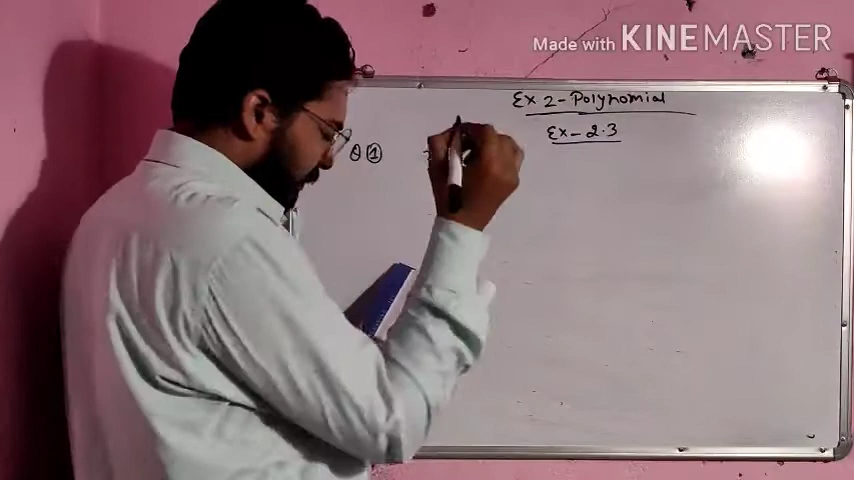 Made with KINEMASTER
Ex 2 - Polynomial
Ex - 2.3
Q ①